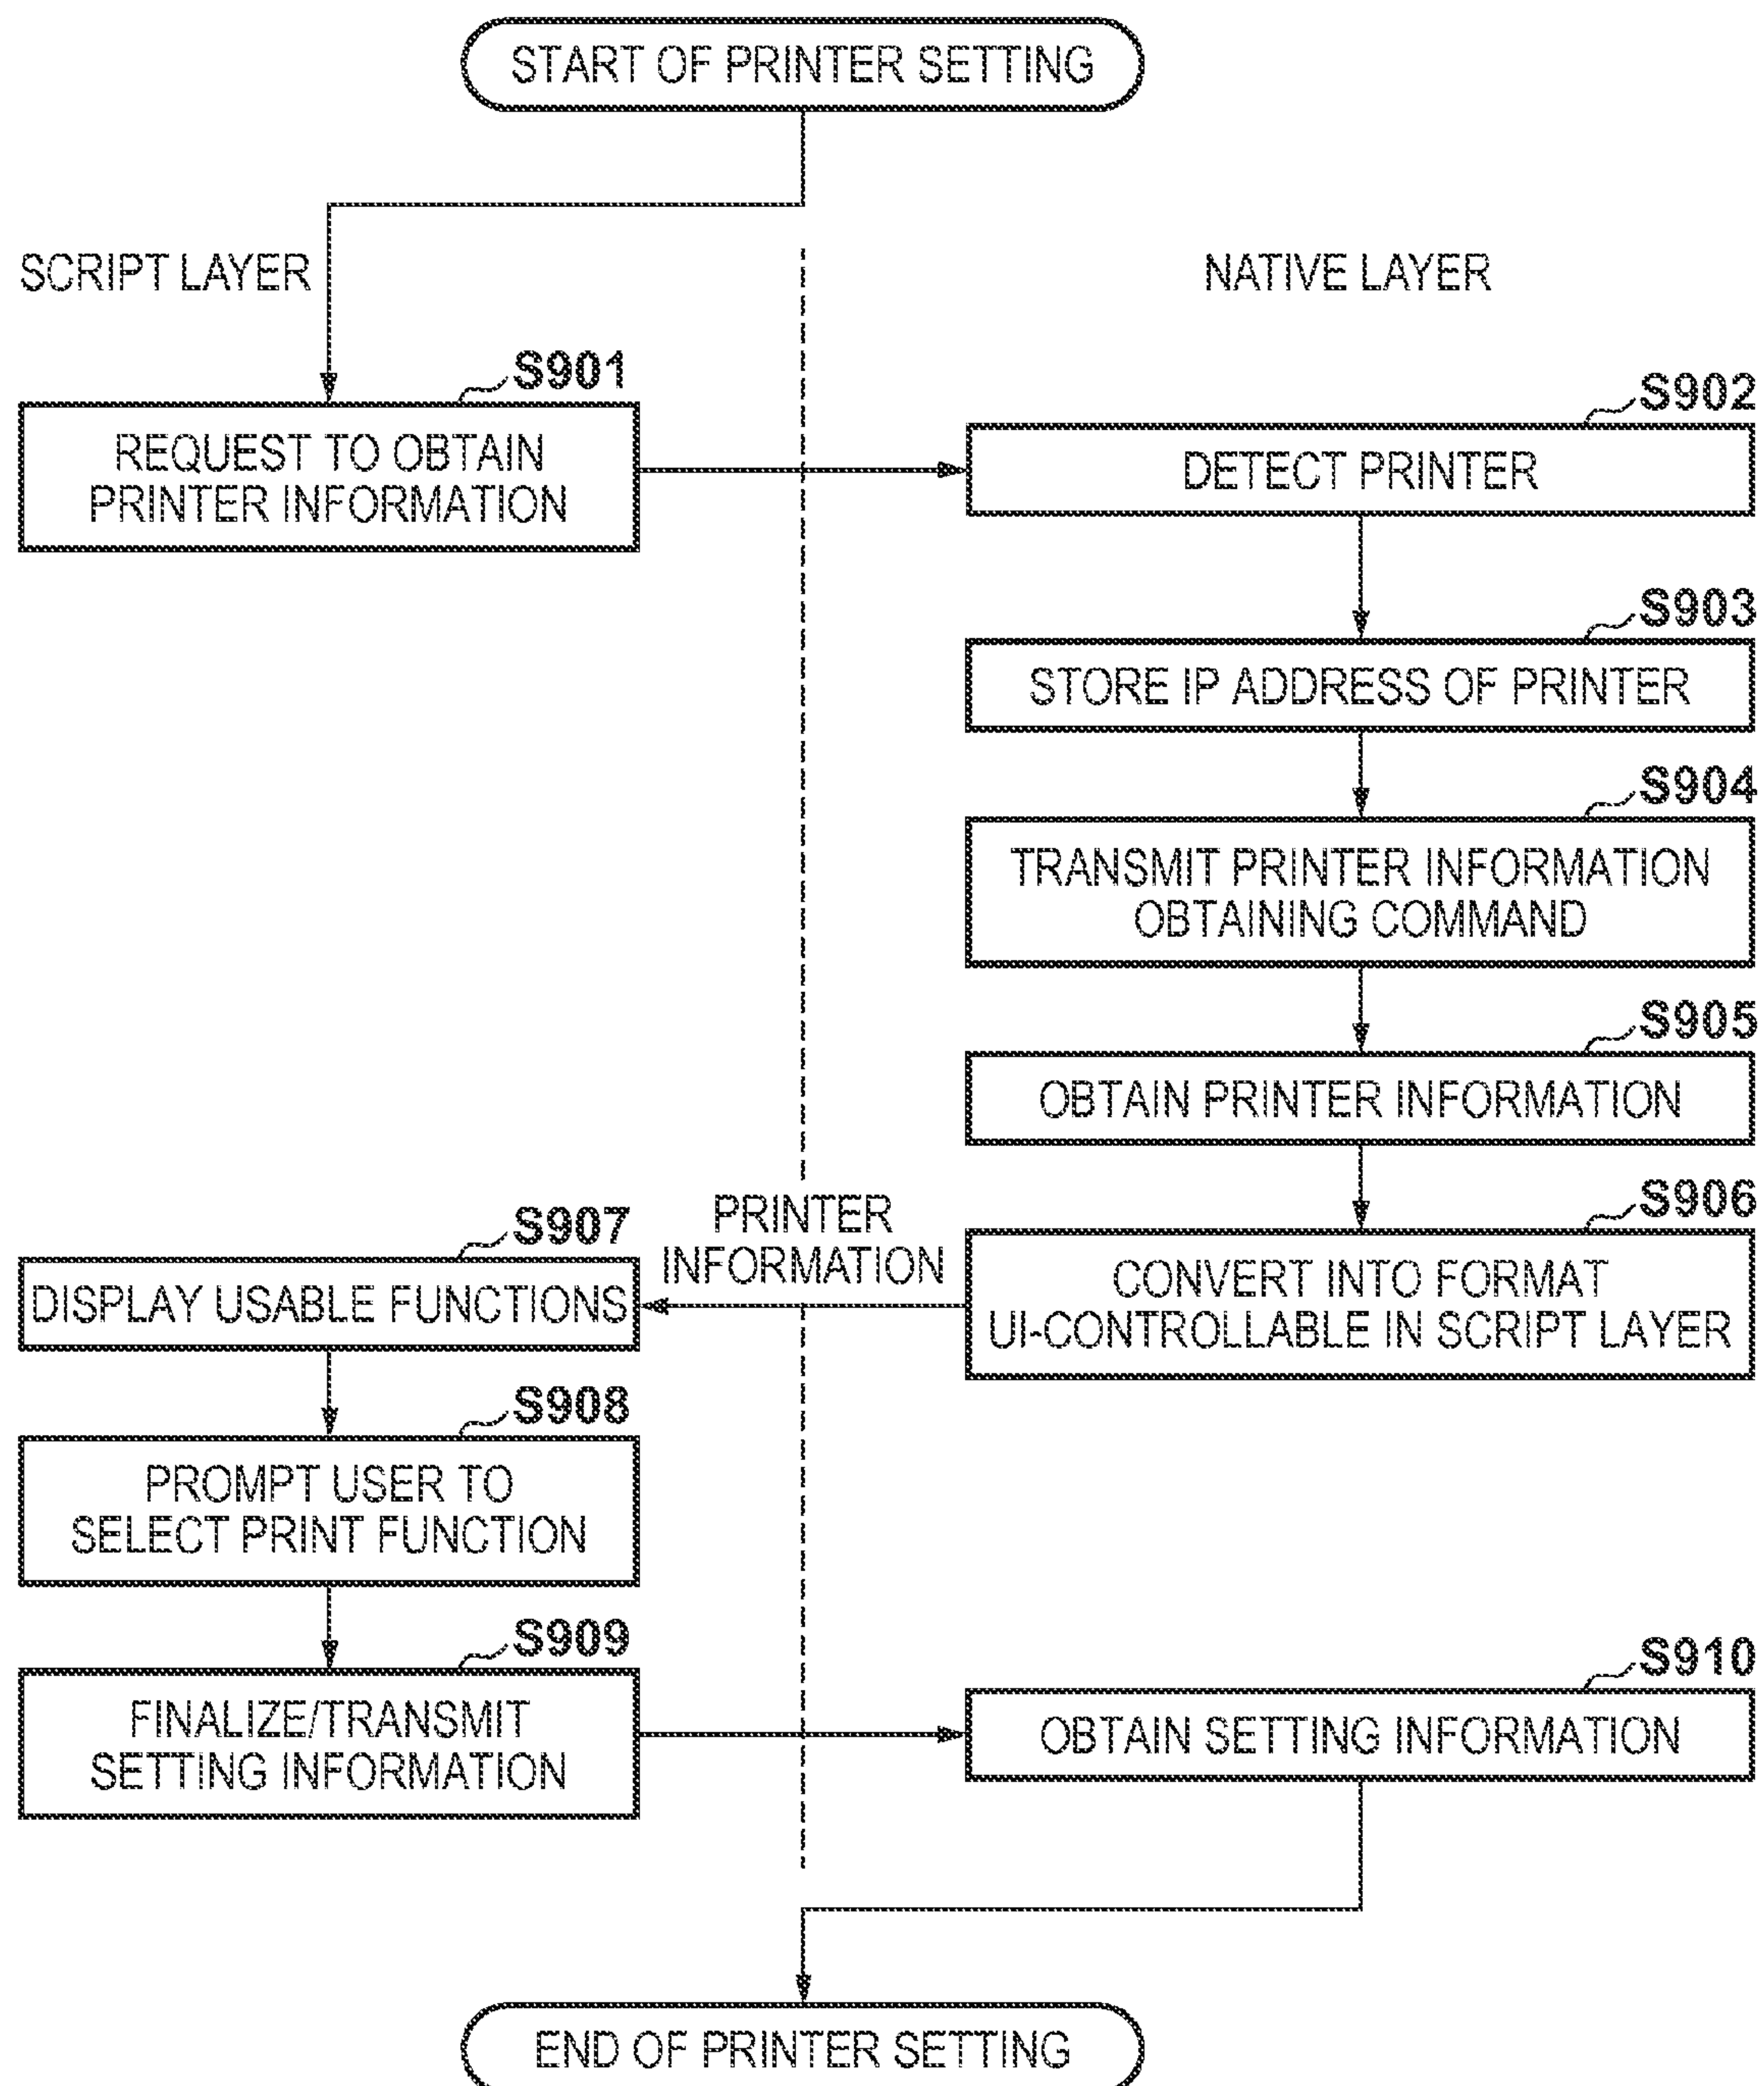 START OF PRINTER SETTING
SCRIPT LAYER
NATIVE LAYER
S901
REQUEST TO OBTAIN
PRINTER INFORMATION
S902
DETECT PRINTER
S903
STORE IP ADDRESS OF PRINTER
S904
TRANSMIT PRINTER INFORMATION
OBTAINING COMMAND
S905
OBTAIN PRINTER INFORMATION
S906
CONVERT INTO FORMAT
UI-CONTROLLABLE IN SCRIPT LAYER
PRINTER
INFORMATION
S907
DISPLAY USABLE FUNCTIONS
S908
PROMPT USER TO
SELECT PRINT FUNCTION
S909
FINALIZE/TRANSMIT
SETTING INFORMATION
S910
OBTAIN SETTING INFORMATION
END OF PRINTER SETTING